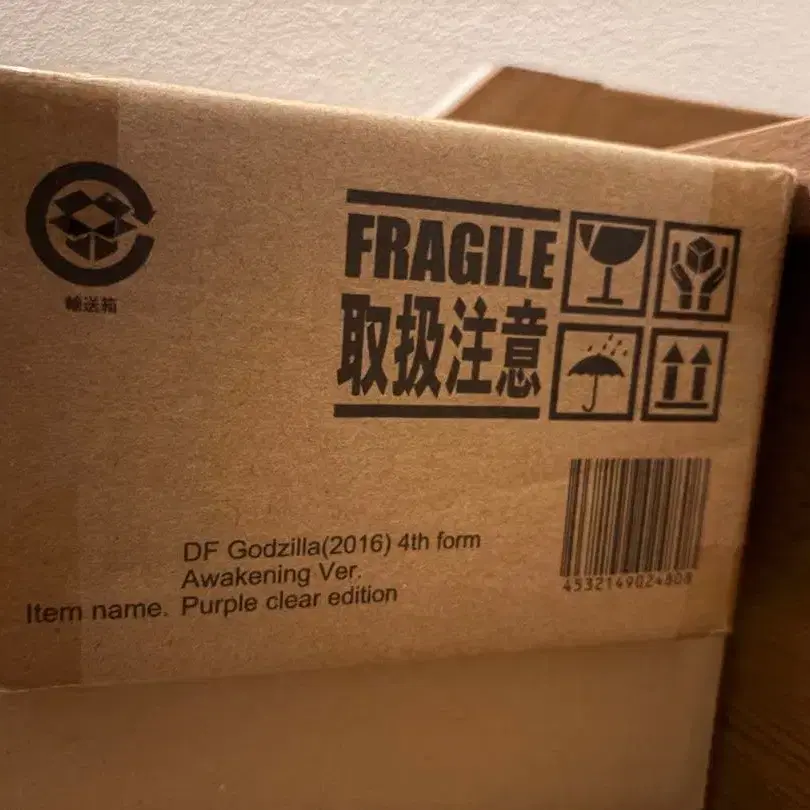 輸送箱
FRAGILE
取扱注意
DF Godzilla(2016) 4th form
Awakening Ver.
Item name. Purple clear edition
4532149024808